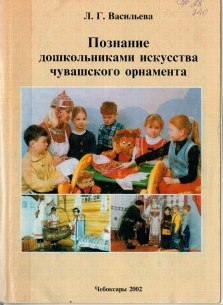 Л. Г. Васильева
Познание
дошкольниками искусства
чувашского орнамента
Чебоксары 2002